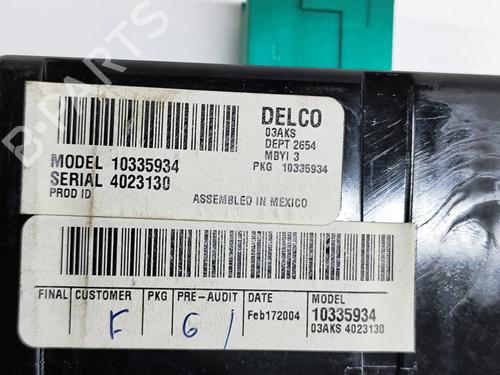 B-PARTS
DELCO
03AKS
DEPT 2654
MBYI 3
PKG 10335934
MODEL 10335934
SERIAL 4023130
PROD ID
ASSEMBLED IN MEXICO
FINAL CUSTOMER PKG PRE-AUDIT DATE MODEL
F G / Feb172004 10335934
03AKS 4023130